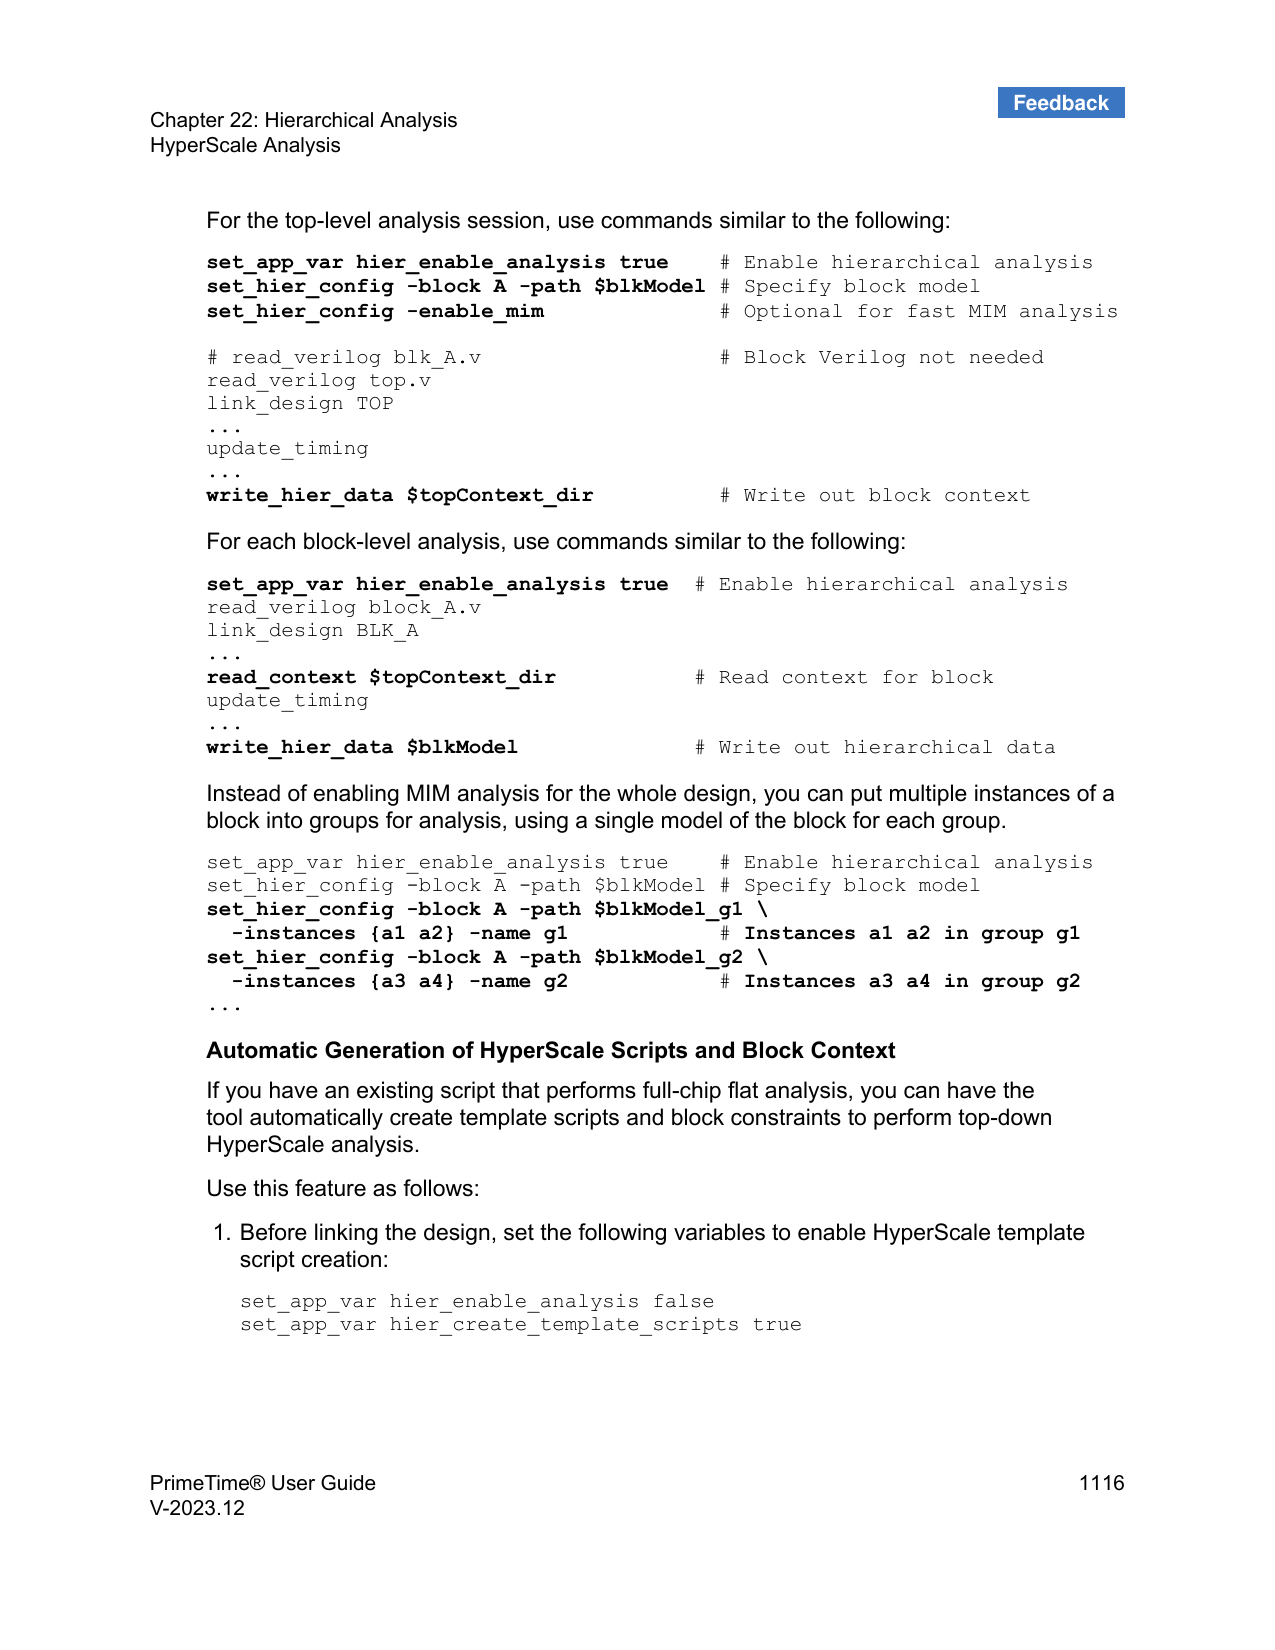 Feedback
Chapter 22: Hierarchical Analysis
HyperScale Analysis
For the top-level analysis session, use commands similar to the following:
set_app_var hier_enable_analysis true    # Enable hierarchical analysis
set_hier_config -block A -path $blkModel # Specify block model
set_hier_config -enable_mim              # Optional for fast MIM analysis
# read_verilog blk_A.v                   # Block Verilog not needed
read_verilog top.v
link_design TOP
...
update_timing
...
write_hier_data $topContext_dir          # Write out block context
For each block-level analysis, use commands similar to the following:
set_app_var hier_enable_analysis true  # Enable hierarchical analysis
read_verilog block_A.v
link_design BLK_A
...
read_context $topContext_dir           # Read context for block
update_timing
...
write_hier_data $blkModel              # Write out hierarchical data
Instead of enabling MIM analysis for the whole design, you can put multiple instances of a
block into groups for analysis, using a single model of the block for each group.
set_app_var hier_enable_analysis true    # Enable hierarchical analysis
set_hier_config -block A -path $blkModel # Specify block model
set_hier_config -block A -path $blkModel_g1 \
  -instances {a1 a2} -name g1            # Instances a1 a2 in group g1
set_hier_config -block A -path $blkModel_g2 \
  -instances {a3 a4} -name g2            # Instances a3 a4 in group g2
...
Automatic Generation of HyperScale Scripts and Block Context
If you have an existing script that performs full-chip flat analysis, you can have the
tool automatically create template scripts and block constraints to perform top-down
HyperScale analysis.
Use this feature as follows:
1. Before linking the design, set the following variables to enable HyperScale template
script creation:
set_app_var hier_enable_analysis false
set_app_var hier_create_template_scripts true
PrimeTime® User Guide 1116
V-2023.12